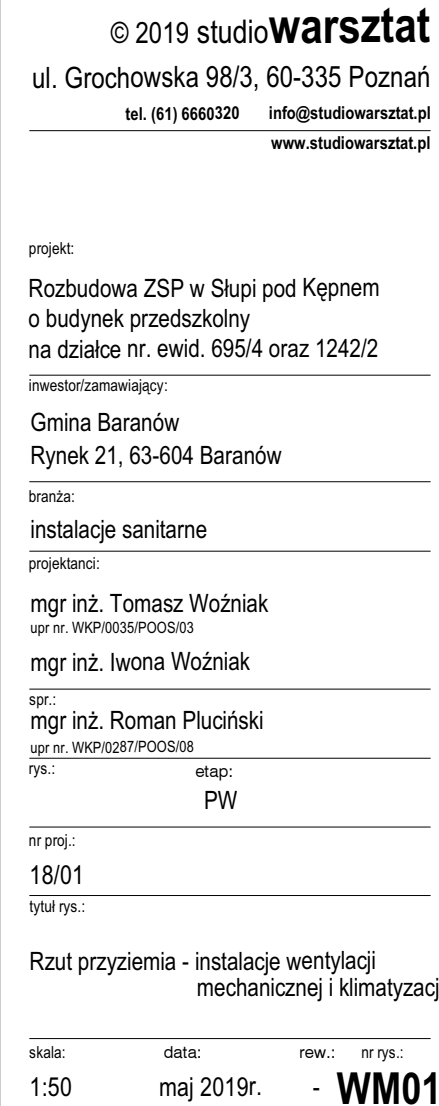 © 2019 studiowarsztat
ul. Grochowska 98/3, 60-335 Poznań
tel. (61) 6660320 info@studiowarsztat.pl
www.studiowarsztat.pl
projekt:
Rozbudowa ZSP w Słupi pod Kępnem
o budynek przedszkolny
na działce nr. ewid. 695/4 oraz 1242/2
inwestor/zamawiający:
Gmina Baranów
Rynek 21, 63-604 Baranów
branża:
instalacje sanitarne
projektanci:
mgr inż. Tomasz Woźniak
upr nr. WKP/0035/POOS/03
mgr inż. Iwona Woźniak
spr.:
mgr inż. Roman Pluciński
upr nr. WKP/0287/POOS/08
rys.: etap:
PW
nr proj.:
18/01
tytuł rys.:
Rzut przyziemia - instalacje wentylacji
mechanicznej i klimatyzacj
skala: data: rew.: nr rys.:
1:50 maj 2019r. - WM01